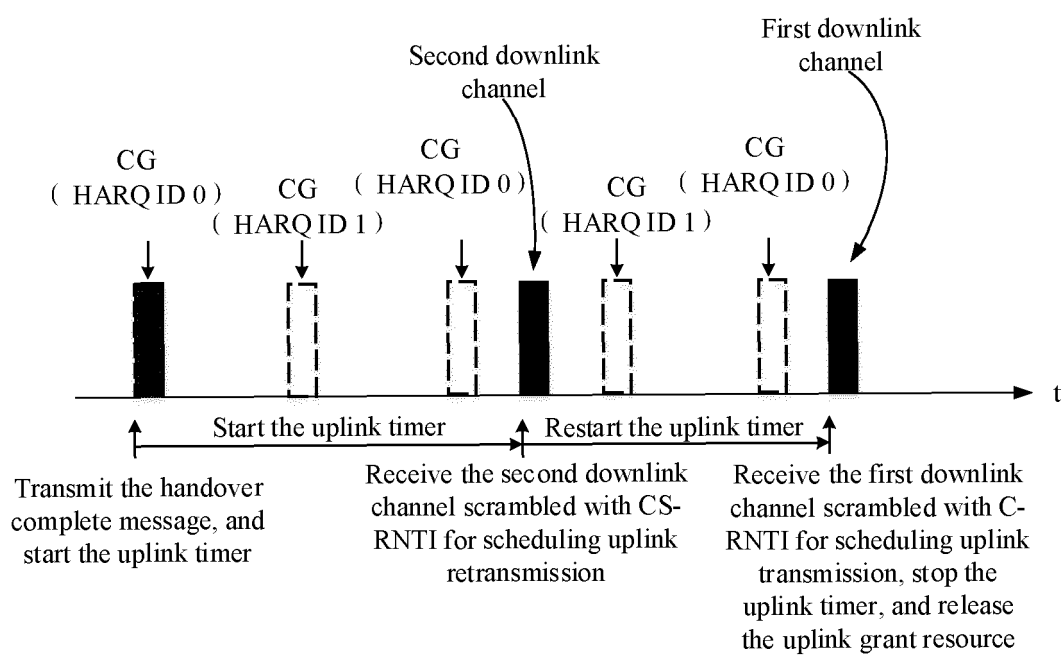 First downlink
channel
Second downlink
channel
CG
( HARQ ID 0 )
CG
( HARQ ID 1 )
CG
( HARQ ID 0 )
CG
( HARQ ID 1 )
CG
( HARQ ID 0 )
t
Start the uplink timer
Restart the uplink timer
Transmit the handover
complete message, and
start the uplink timer
Receive the second downlink
channel scrambled with CS-
RNTI for scheduling uplink
retransmission
Receive the first downlink
channel scrambled with C-
RNTI for scheduling uplink
transmission, stop the
uplink timer, and release
the uplink grant resource